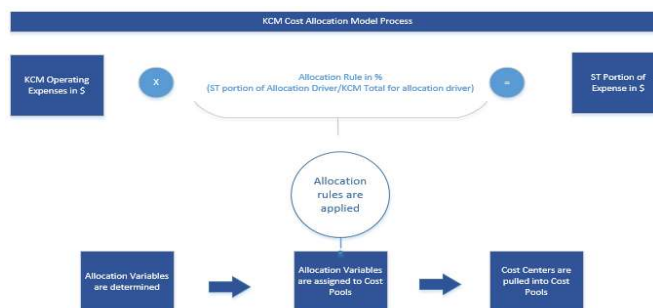 KCM Cost Allocation Model Process
KCM Operating
Expenses in $
X
Allocation Rule in %
(ST portion of Allocation Driver/KCM Total for allocation driver)
=
ST Portion of
Expense in $
Allocation
rules are
applied
Allocation Variables
are determined
Allocation Variables
are assigned to Cost
Pools
Cost Centers are
pulled into Cost
Pools